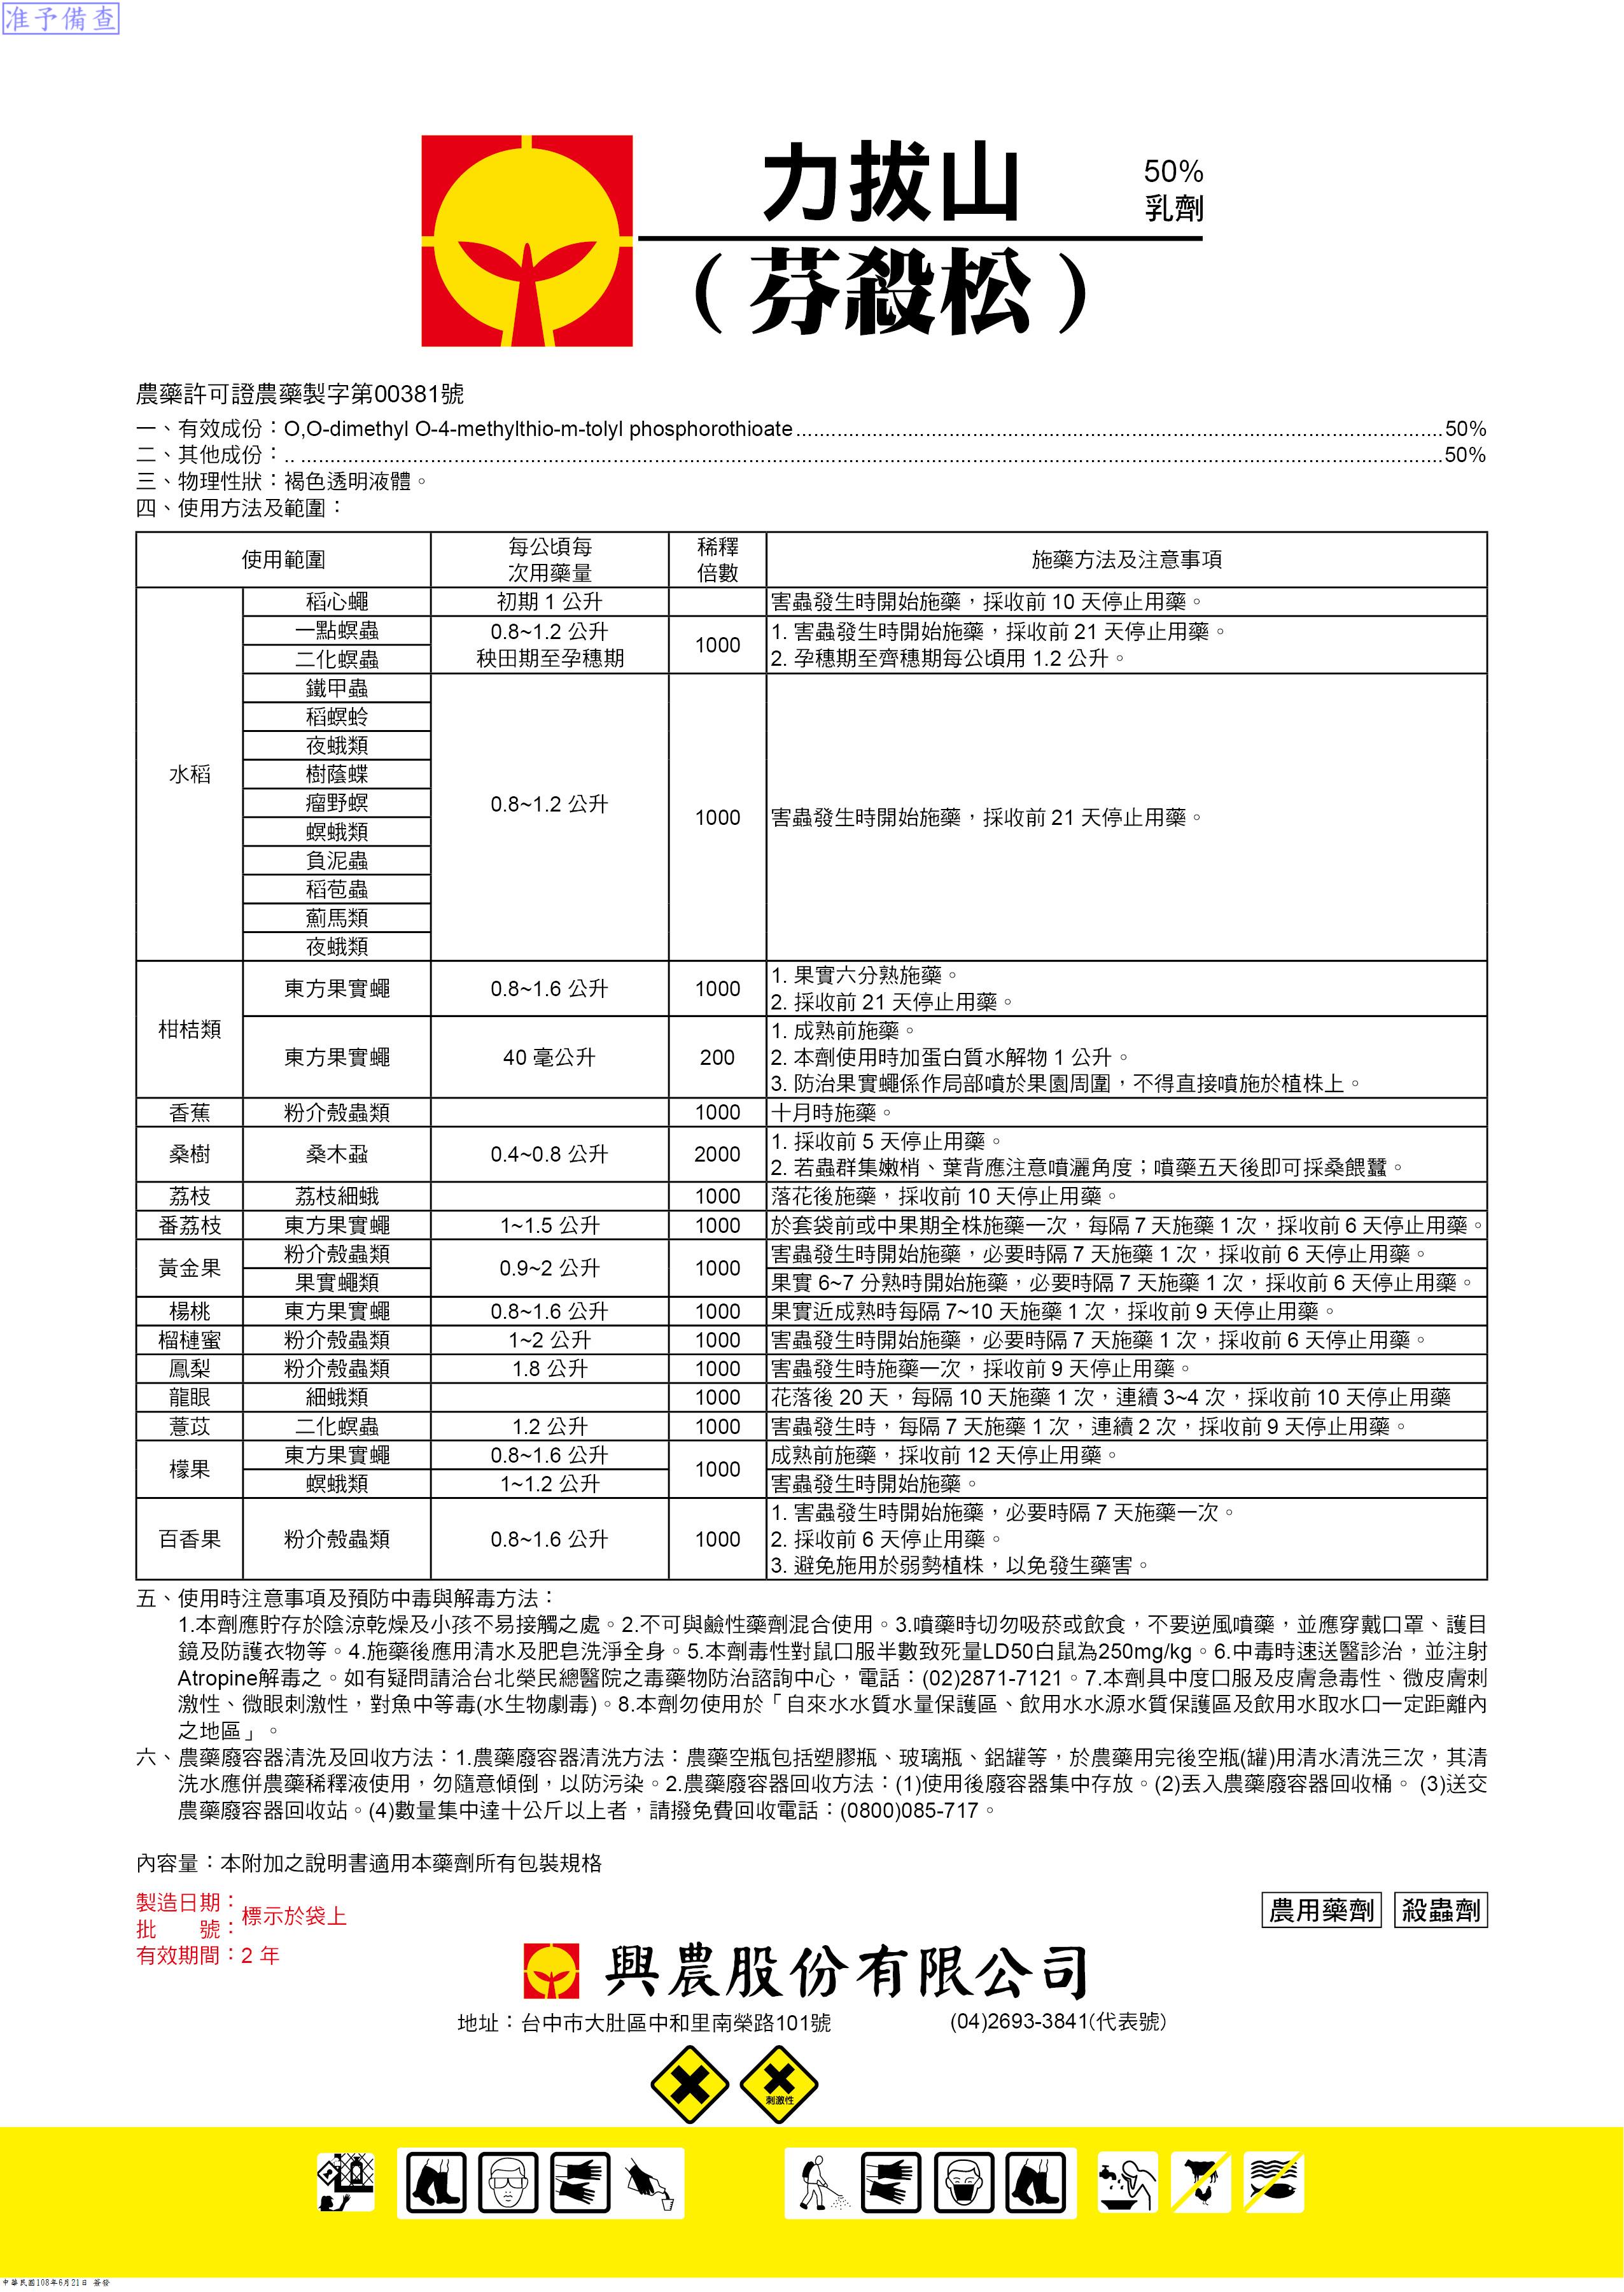 准予備查
力拔山
50%
乳劑
（芬殺松）
農藥許可證農藥製字第00381號
一、有效成份：O,O-dimethyl O-4-methylthio-m-tolyl phosphorothioate............50%
二、其他成份：..............50%
三、物理性狀：褐色透明液體。
四、使用方法及範圍：
使用範圍 每公頃每次用藥量 稀釋倍數 施藥方法及注意事項
水稻
稻心蠅 初期 1 公升 害蟲發生時開始施藥，採收前 10 天停止用藥。
一點螟蟲 0.8~1.2 公升 1000 1. 害蟲發生時開始施藥，採收前 21 天停止用藥。
二化螟蟲 秧田期至孕穗期 2. 孕穗期至齊穗期每公頃用 1.2 公升。
鐵甲蟲
稻螟蛉
夜蛾類
樹蔭蝶
瘤野螟 0.8~1.2 公升 1000 害蟲發生時開始施藥，採收前 21 天停止用藥。
螟蛾類
負泥蟲
稻苞蟲
薊馬類
夜蛾類
柑桔類
東方果實蠅 0.8~1.6 公升 1000 1. 果實六分熟施藥。
2. 採收前 21 天停止用藥。
東方果實蠅 40 毫公升 200 1. 成熟前施藥。
2. 本劑使用時加蛋白質水解物 1 公升。
3. 防治果實蠅係作局部噴於果園周圍，不得直接噴施於植株上。
香蕉 粉介殼蟲類 1000 十月時施藥。
桑樹 桑木蝨 0.4~0.8 公升 2000 1. 採收前 5 天停止用藥。
2. 若蟲群集嫩梢、葉背應注意噴灑角度；噴藥五天後即可採桑餵蠶。
荔枝 荔枝細蛾 1000 落花後施藥，採收前 10 天停止用藥。
番荔枝 東方果實蠅 1~1.5 公升 1000 於套袋前或中果期全株施藥一次，每隔 7 天施藥 1 次，採收前 6 天停止用藥。
黃金果 粉介殼蟲類 0.9~2 公升 1000 害蟲發生時開始施藥，必要時隔 7 天施藥 1 次，採收前 6 天停止用藥。
果實蠅類 果實 6~7 分熟時開始施藥，必要時隔 7 天施藥 1 次，採收前 6 天停止用藥。
楊桃 東方果實蠅 0.8~1.6 公升 1000 果實近成熟時每隔 7~10 天施藥 1 次，採收前 9 天停止用藥。
榴槤蜜 粉介殼蟲類 1~2 公升 1000 害蟲發生時開始施藥，必要時隔 7 天施藥 1 次，採收前 6 天停止用藥。
鳳梨 粉介殼蟲類 1.8 公升 1000 害蟲發生時施藥一次，採收前 9 天停止用藥。
龍眼 細蛾類 1000 花落後 20 天，每隔 10 天施藥 1 次，連續 3~4 次，採收前 10 天停止用藥
薏苡 二化螟蟲 1.2 公升 1000 害蟲發生時，每隔 7 天施藥 1 次，連續 2 次，採收前 9 天停止用藥。
檬果 東方果實蠅 0.8~1.6 公升 1000 成熟前施藥，採收前 12 天停止用藥。
螟蛾類 1~1.2 公升 害蟲發生時開始施藥。
百香果 粉介殼蟲類 0.8~1.6 公升 1000 1. 害蟲發生時開始施藥，必要時隔 7 天施藥一次。
2. 採收前 6 天停止用藥。
3. 避免施用於弱勢植株，以免發生藥害。
五、使用時注意事項及預防中毒與解毒方法：
1.本劑應貯存於陰涼乾燥及小孩不易接觸之處。2.不可與鹼性藥劑混合使用。3.噴藥時切勿吸菸或飲食，不要逆風噴藥，並應穿戴口罩、護目
鏡及防護衣物等。4.施藥後應用清水及肥皂洗淨全身。5.本劑毒性對鼠口服半數致死量LD50白鼠為250mg/kg。6.中毒時速送醫診治，並注射
Atropine解毒之。如有疑問請洽台北榮民總醫院之毒藥物防治諮詢中心，電話：(02)2871-7121。7.本劑具中度口服及皮膚急毒性、微皮膚刺
激性、微眼刺激性，對魚中等毒(水生物劇毒)。8.本劑勿使用於「自來水水質水量保護區、飲用水水源水質保護區及飲用水取水口一定距離內
之地區」。
六、農藥廢容器清洗及回收方法：1.農藥廢容器清洗方法：農藥空瓶包括塑膠瓶、玻璃瓶、鋁罐等，於農藥用完後空瓶(罐)用清水清洗三次，其清
洗水應併農藥稀釋液使用，勿隨意傾倒，以防污染。2.農藥廢容器回收方法：(1)使用後廢容器集中存放。(2)丟入農藥廢容器回收桶。 (3)送交
農藥廢容器回收站。(4)數量集中達十公斤以上者，請撥免費回收電話：(0800)085-717。
內容量：本附加之說明書適用本藥劑所有包裝規格
製造日期：
批　　號：標示於袋上
有效期間：2 年
農用藥劑 殺蟲劑
興農股份有限公司
地址：台中市大肚區中和里南榮路101號 (04)2693-3841(代表號)
刺激性
中華民國108年6月21日 簽發